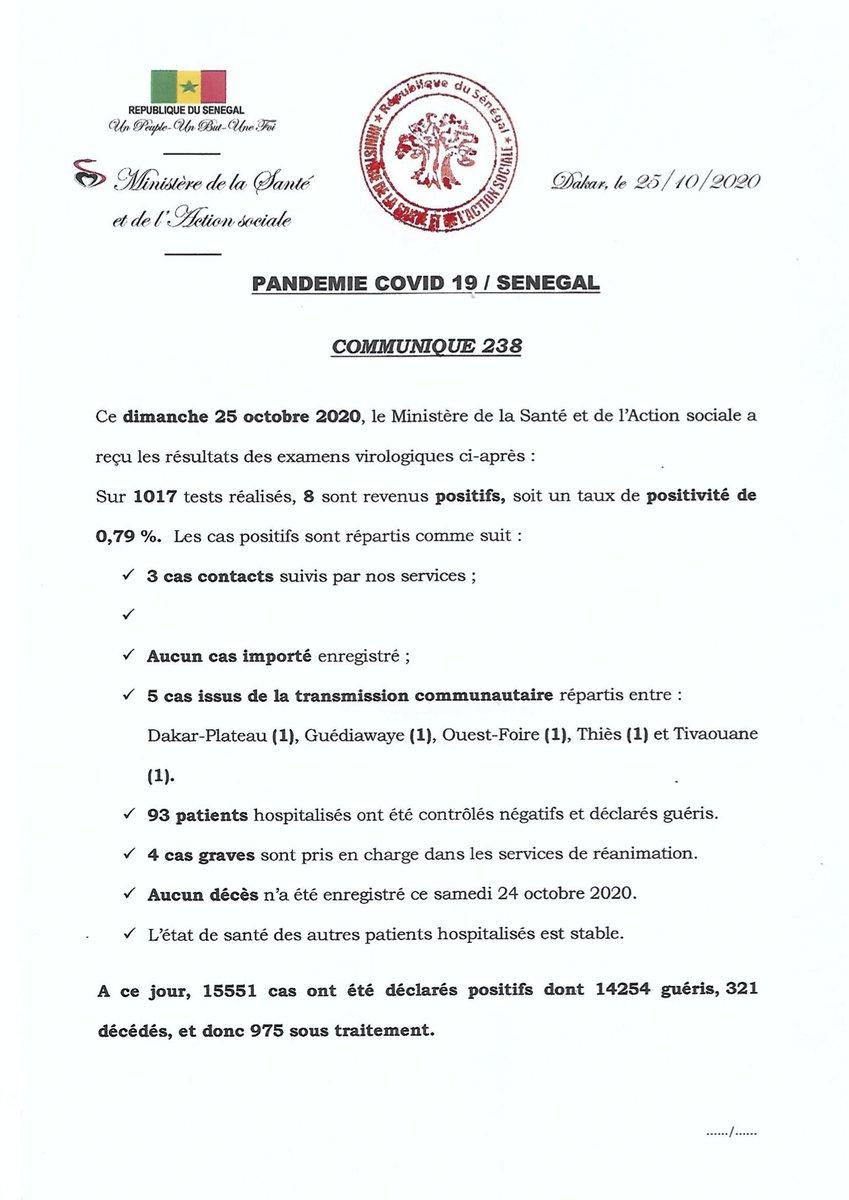 REPUBLIQUE DU SENEGAL
Un Peuple-Un But-Une Foi
Ministère de la Santé
et de l'Action sociale
★ République du Sénégal ★
MINISTÈRE DE LA SANTÉ ET DE L'ACTION SOCIALE
Dakar, le 25/10/2020
PANDEMIE COVID 19 / SENEGAL
COMMUNIQUE 238
Ce dimanche 25 octobre 2020, le Ministère de la Santé et de l'Action sociale a
reçu les résultats des examens virologiques ci-après :
Sur 1017 tests réalisés, 8 sont revenus positifs, soit un taux de positivité de
0,79 %. Les cas positifs sont répartis comme suit :
✓ 3 cas contacts suivis par nos services ;
✓
✓ Aucun cas importé enregistré ;
✓ 5 cas issus de la transmission communautaire répartis entre :
Dakar-Plateau (1), Guédiawaye (1), Ouest-Foire (1), Thiès (1) et Tivaouane
(1).
✓ 93 patients hospitalisés ont été contrôlés négatifs et déclarés guéris.
✓ 4 cas graves sont pris en charge dans les services de réanimation.
✓ Aucun décès n'a été enregistré ce samedi 24 octobre 2020.
✓ L'état de santé des autres patients hospitalisés est stable.
A ce jour, 15551 cas ont été déclarés positifs dont 14254 guéris, 321
décédés, et donc 975 sous traitement.
....../......